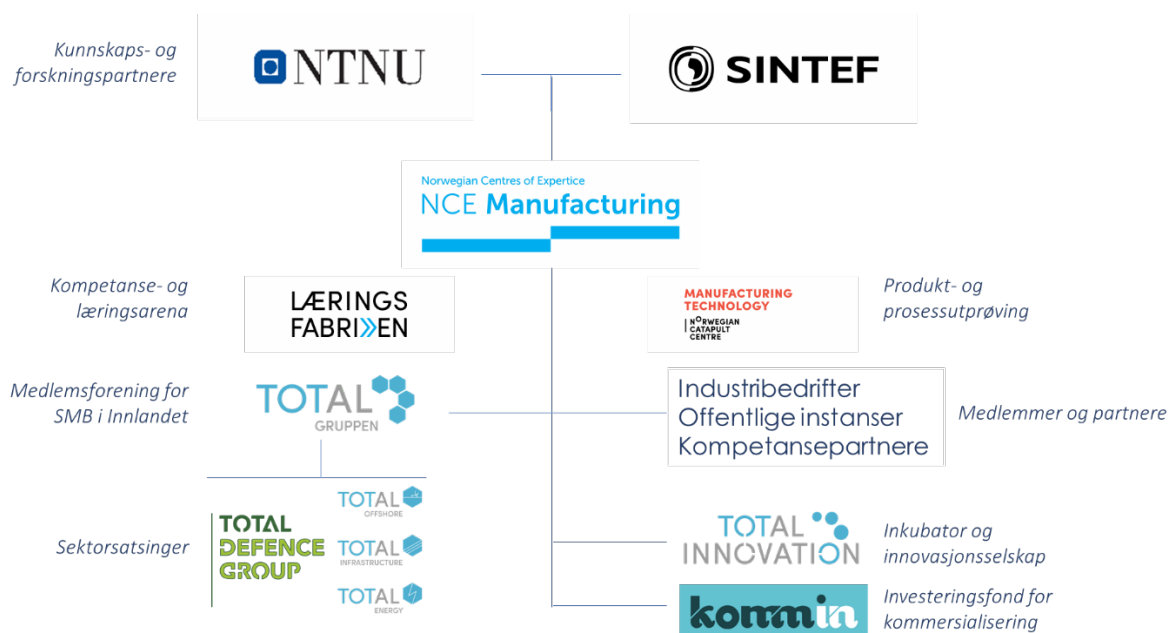 Kunnskaps- og
forskningspartnere
NTNU
SINTEF
Norwegian Centres of Expertice
NCE Manufacturing
Kompetanse- og
læringsarena
LÆRINGS
FABRIKKEN
MANUFACTURING
TECHNOLOGY
NORWEGIAN
CATAPULT
CENTRE
Produkt- og
prosessutprøving
Medlemsforening for
SMB i Innlandet
TOTAL
GRUPPEN
Industribedrifter
Offentlige instanser
Kompetansepartnere
Medlemmer og partnere
Sektorsatsinger
TOTAL
DEFENCE
GROUP
TOTAL
OFFSHORE
TOTAL
INFRASTRUCTURE
TOTAL
ENERGY
TOTAL
INNOVATION
Inkubator og
innovasjonsselskap
kommin
Investeringsfond for
kommersialisering